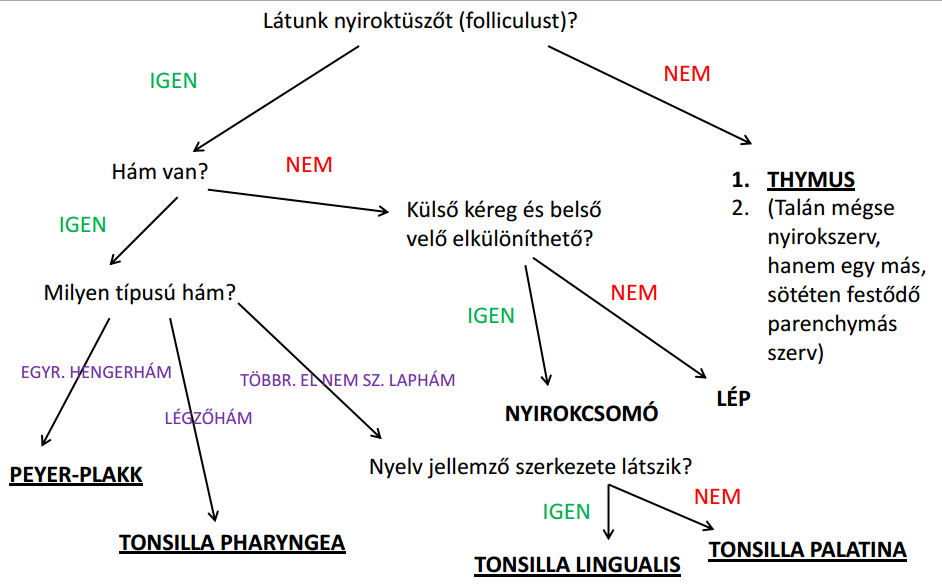 Látunk nyiroktüszőt (folliculust)?
IGEN
NEM
Hám van?
NEM
1. THYMUS
2. (Talán mégse
nyirokszerv,
hanem egy más,
sötéten festődő
parenchymás
szerv)
IGEN
Külső kéreg és belső
velő elkülöníthető?
Milyen típusú hám?
IGEN
NEM
EGYR. HENGERHÁM
TÖBBR. EL NEM SZ. LAPHÁM
LÉGZŐHÁM
NYIROKCSOMÓ
LÉP
PEYER-PLAKK
Nyelv jellemző szerkezete látszik?
IGEN
NEM
TONSILLA PHARYNGEA
TONSILLA LINGUALIS
TONSILLA PALATINA